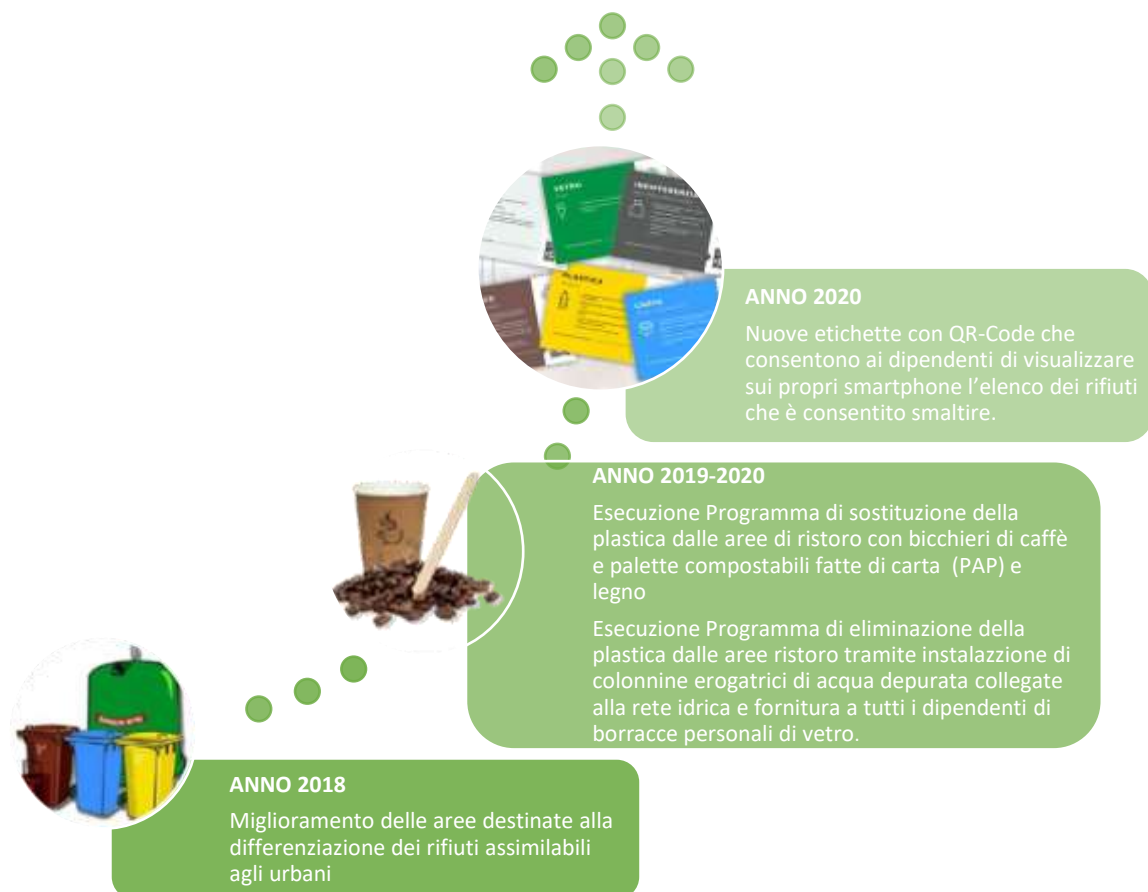 VETRO
PLASTICA
CARTA
ANNO 2020
Nuove etichette con QR-Code che
consentono ai dipendenti di visualizzare
sui propri smartphone l’elenco dei rifiuti
che è consentito smaltire.
ANNO 2019-2020
Esecuzione Programma di sostituzione della
plastica dalle aree di ristoro con bicchieri di caffè
e palette compostabili fatte di carta  (PAP) e
legno
Esecuzione Programma di eliminazione della
plastica dalle aree ristoro tramite instalazzione di
colonnine erogatrici di acqua depurata collegate
alla rete idrica e fornitura a tutti i dipendenti di
borracce personali di vetro.
ANNO 2018
Miglioramento delle aree destinate alla
differenziazione dei rifiuti assimilabili
agli urbani